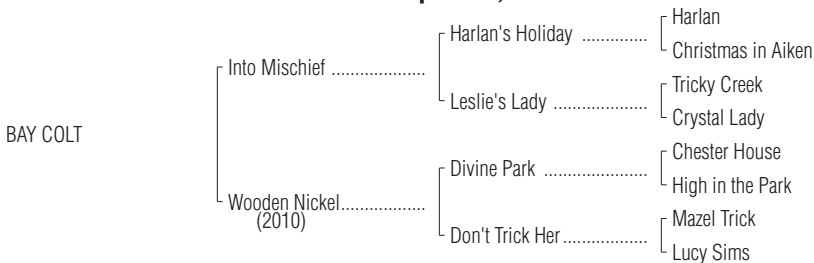 Harlan
Harlan's Holiday ..............
Christmas in Aiken
Into Mischief ....................
Tricky Creek
Leslie's Lady ....................
Crystal Lady
BAY COLT
Chester House
Divine Park ......................
High in the Park
Wooden Nickel..................
(2010)
Mazel Trick
Don't Trick Her..................
Lucy Sims